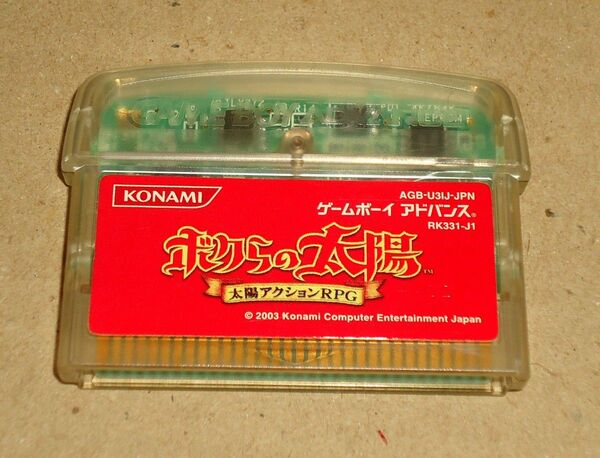 KONAMI
AGB-U3IJ-JPN
ゲームボーイ アドバンス®
RK331-J1
ボクらの太陽™
太陽アクションRPG
© 2003 Konami Computer Entertainment Japan